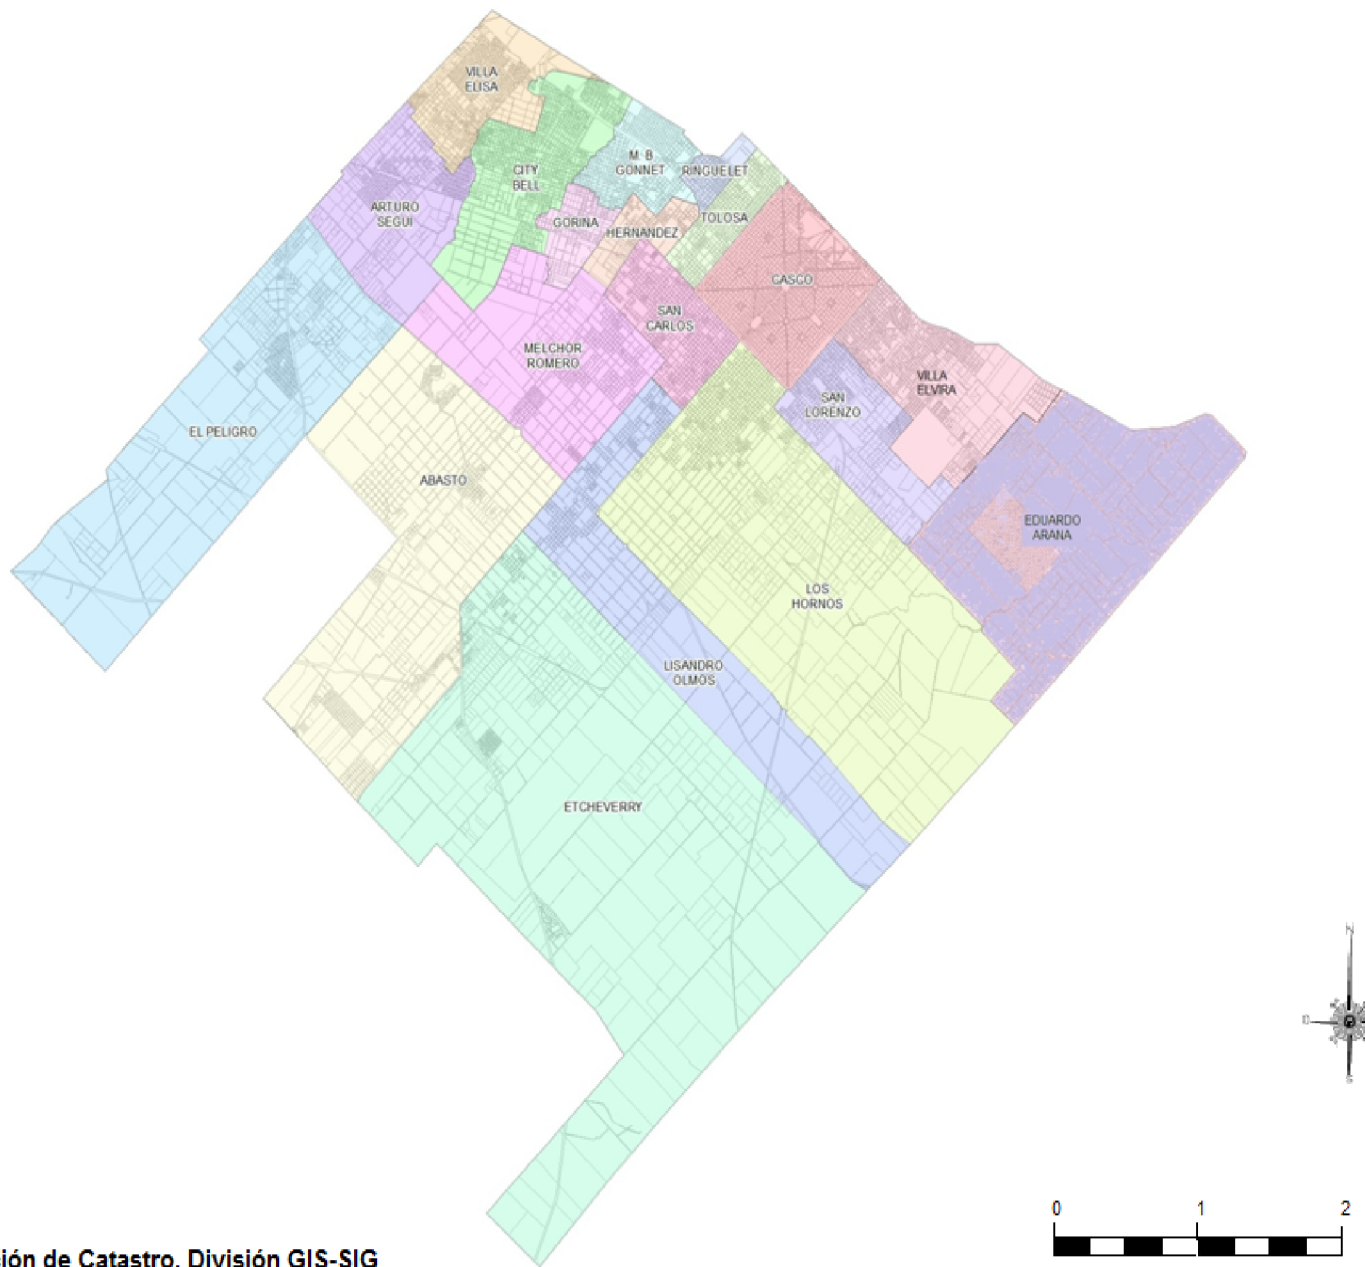 VILLA
ELISA
CITY
BELL
M. B
GONNET
RINGUELET
ARTURO
SEGUI
GORINA
HERNANDEZ
TOLOSA
CASCO
SAN
CARLOS
MELCHOR
ROMERO
VILLA
ELVIRA
SAN
LORENZO
EL PELIGRO
ABASTO
EDUARDO
ARANA
LOS
HORNOS
LISANDRO
OLMOS
ETCHEVERRY
N
O
S
0 1 2
ión de Catastro. División GIS-SIG